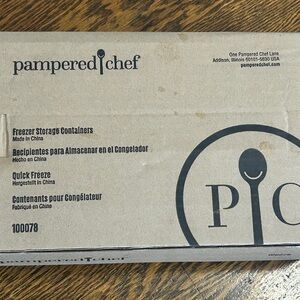 pampered chef
One Pampered Chef Lane
Addison, Illinois 60101-5630 USA
pamperedchef.com
Freezer Storage Containers
Made in China
Recipientes para Almacenar en el Congelador
Hecho en China
Quick Freeze
Hergestellt in China
Contenants pour Congélateur
Fabriqué en Chine
100078
P C
pampered chef